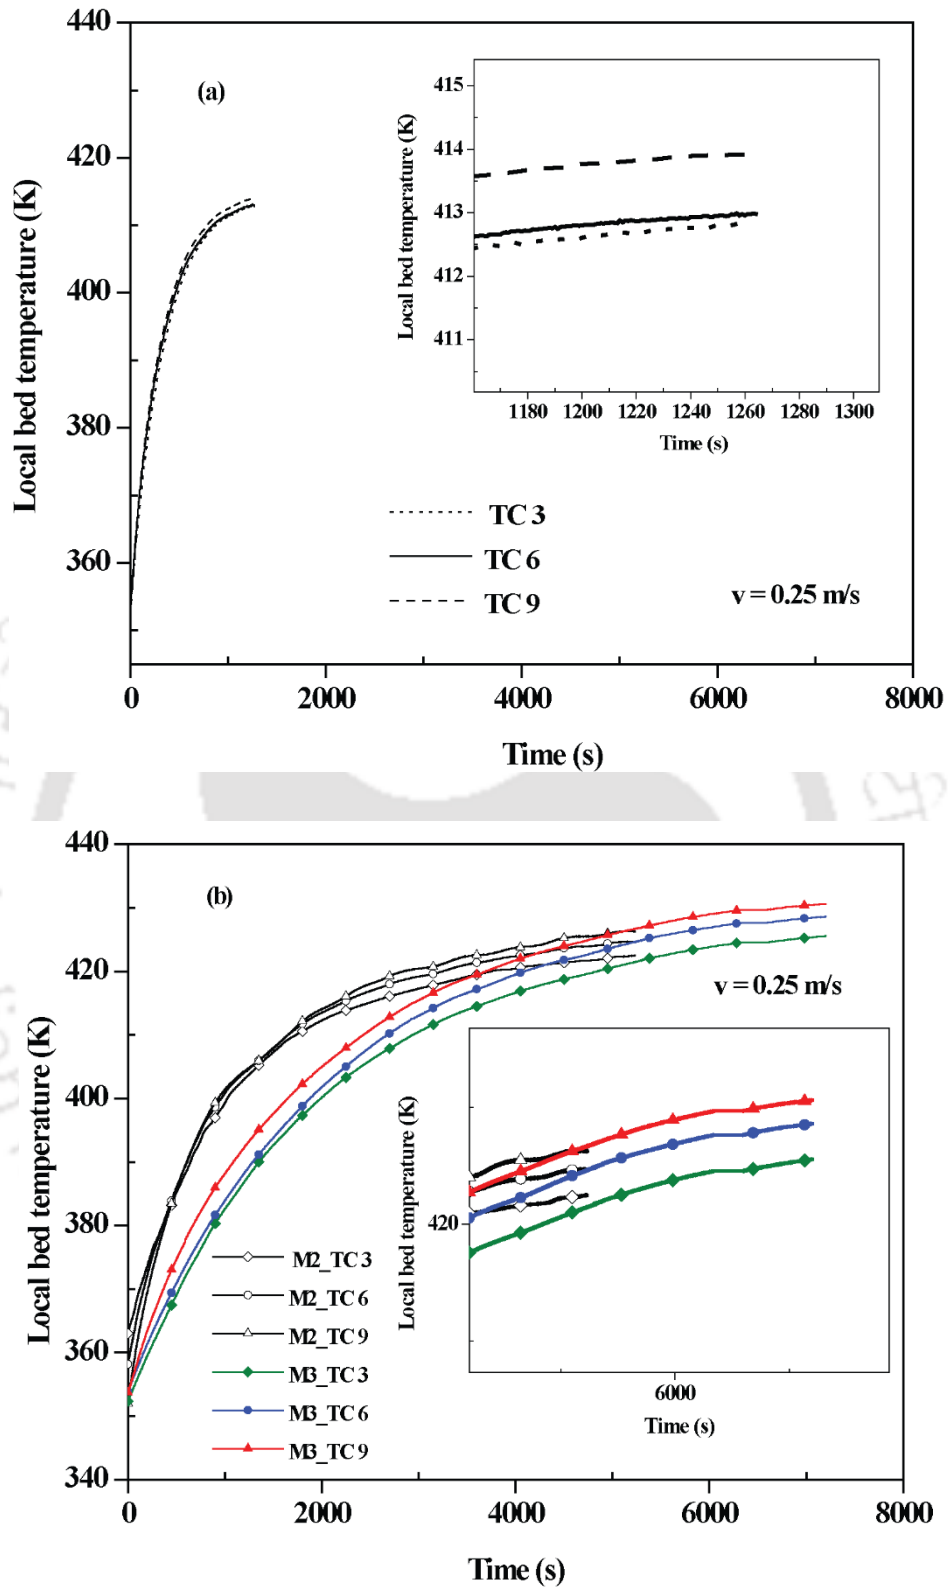 440
420
400
380
360
Local bed temperature (K)
(a)
415
414
413
412
411
Local bed temperature (K)
1180 1200 1220 1240 1260 1280 1300
Time (s)
TC 3
TC 6
TC 9
v = 0.25 m/s
0 2000 4000 6000 8000
Time (s)
440
420
400
380
360
340
Local bed temperature (K)
(b)
v = 0.25 m/s
420
Local bed temperature (K)
6000
Time (s)
M2_TC 3
M2_TC 6
M2_TC 9
M3_TC 3
M3_TC 6
M3_TC 9
0 2000 4000 6000 8000
Time (s)